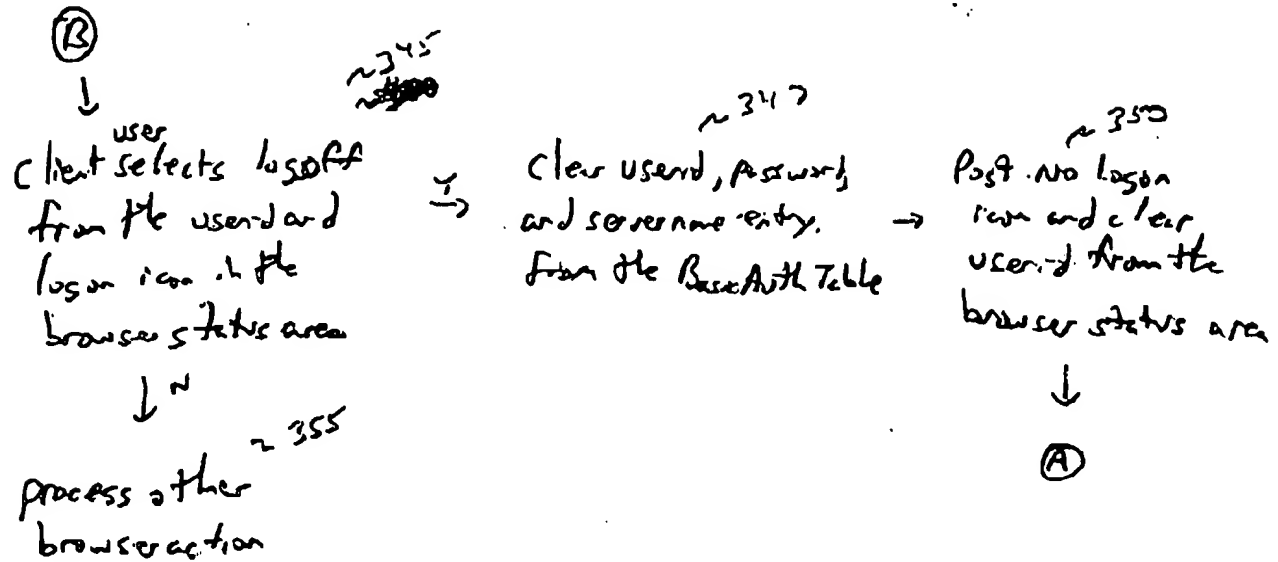 B
~345
user
Client selects logoff
from the userid and
logon icon in the
browser status area
Y
~347
Clear userid, password,
and servername entry.
from the BasicAuth Table
~350
Post No logon
icon and clear
userid from the
browser status area
A
N
~355
process other
browser action